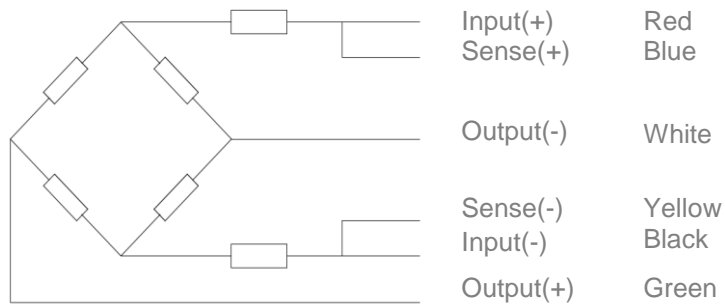 Input(+) Red
Sense(+) Blue
Output(-) White
Sense(-) Yellow
Input(-) Black
Output(+) Green